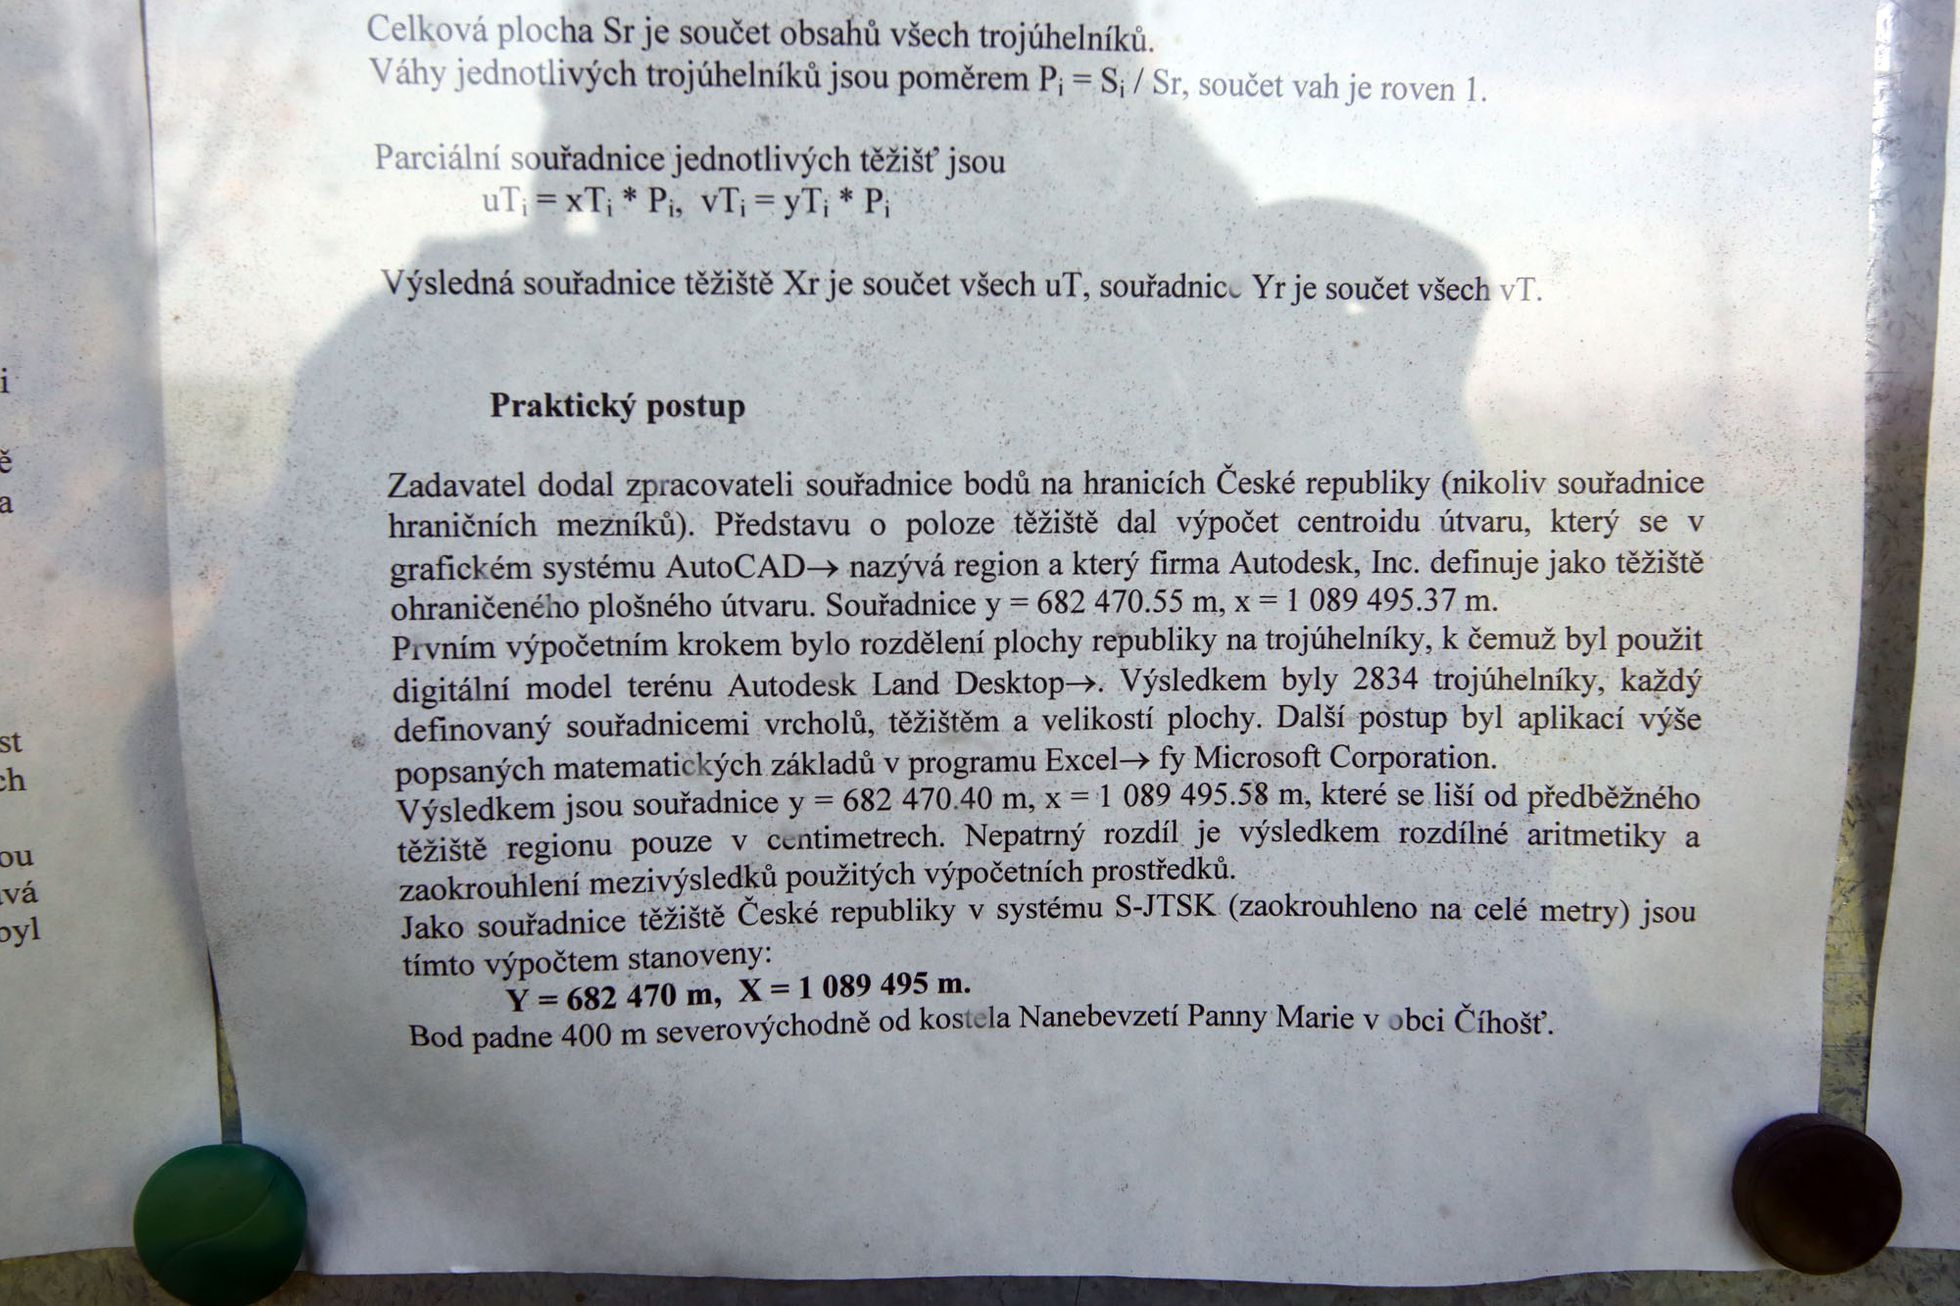 Celková plocha Sr je součet obsahů všech trojúhelníků.
Váhy jednotlivých trojúhelníků jsou poměrem Pi = Si / Sr, součet vah je roven 1.
Parciální souřadnice jednotlivých těžišť jsou
uTi = xTi * Pi, vTi = yTi * Pi
Výsledná souřadnice těžiště Xr je součet všech uT, souřadnice Yr je součet všech vT.
Praktický postup
Zadavatel dodal zpracovateli souřadnice bodů na hranicích České republiky (nikoliv souřadnice
hraničních mezníků). Představu o poloze těžiště dal výpočet centroidu útvaru, který se v
grafickém systému AutoCAD→ nazývá region a který firma Autodesk, Inc. definuje jako těžiště
ohraničeného plošného útvaru. Souřadnice y = 682 470.55 m, x = 1 089 495.37 m.
Prvním výpočetním krokem bylo rozdělení plochy republiky na trojúhelníky, k čemuž byl použit
digitální model terénu Autodesk Land Desktop→. Výsledkem byly 2834 trojúhelníky, každý
definovaný souřadnicemi vrcholů, těžištěm a velikostí plochy. Další postup byl aplikací výše
popsaných matematických základů v programu Excel→ fy Microsoft Corporation.
Výsledkem jsou souřadnice y = 682 470.40 m, x = 1 089 495.58 m, které se liší od předběžného
těžiště regionu pouze v centimetrech. Nepatrný rozdíl je výsledkem rozdílné aritmetiky a
zaokrouhlení mezivýsledků použitých výpočetních prostředků.
Jako souřadnice těžiště České republiky v systému S-JTSK (zaokrouhleno na celé metry) jsou
tímto výpočtem stanoveny:
Y = 682 470 m, X = 1 089 495 m.
Bod padne 400 m severovýchodně od kostela Nanebevzetí Panny Marie v obci Číhošť.